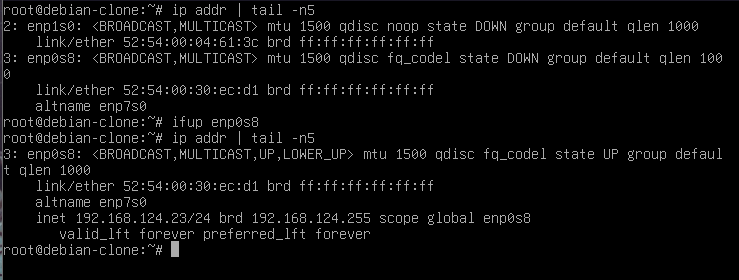 root@debian-clone:~# ip addr | tail -n5
2: enp1s0: <BROADCAST,MULTICAST> mtu 1500 qdisc noop state DOWN group default qlen 1000
    link/ether 52:54:00:04:61:3c brd ff:ff:ff:ff:ff:ff
3: enp0s8: <BROADCAST,MULTICAST> mtu 1500 qdisc fq_codel state DOWN group default qlen 100
0
    link/ether 52:54:00:30:ec:d1 brd ff:ff:ff:ff:ff:ff
    altname enp7s0
root@debian-clone:~# ifup enp0s8
root@debian-clone:~# ip addr | tail -n5
3: enp0s8: <BROADCAST,MULTICAST,UP,LOWER_UP> mtu 1500 qdisc fq_codel state UP group defaul
t qlen 1000
    link/ether 52:54:00:30:ec:d1 brd ff:ff:ff:ff:ff:ff
    altname enp7s0
    inet 192.168.124.23/24 brd 192.168.124.255 scope global enp0s8
       valid_lft forever preferred_lft forever
root@debian-clone:~#